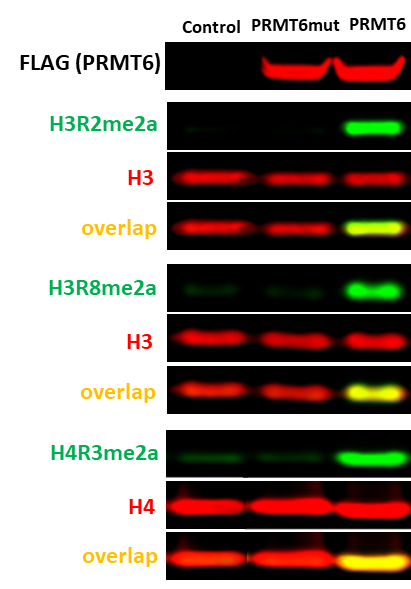 Control PRMT6mut PRMT6
FLAG (PRMT6)
H3R2me2a
H3
overlap
H3R8me2a
H3
overlap
H4R3me2a
H4
overlap